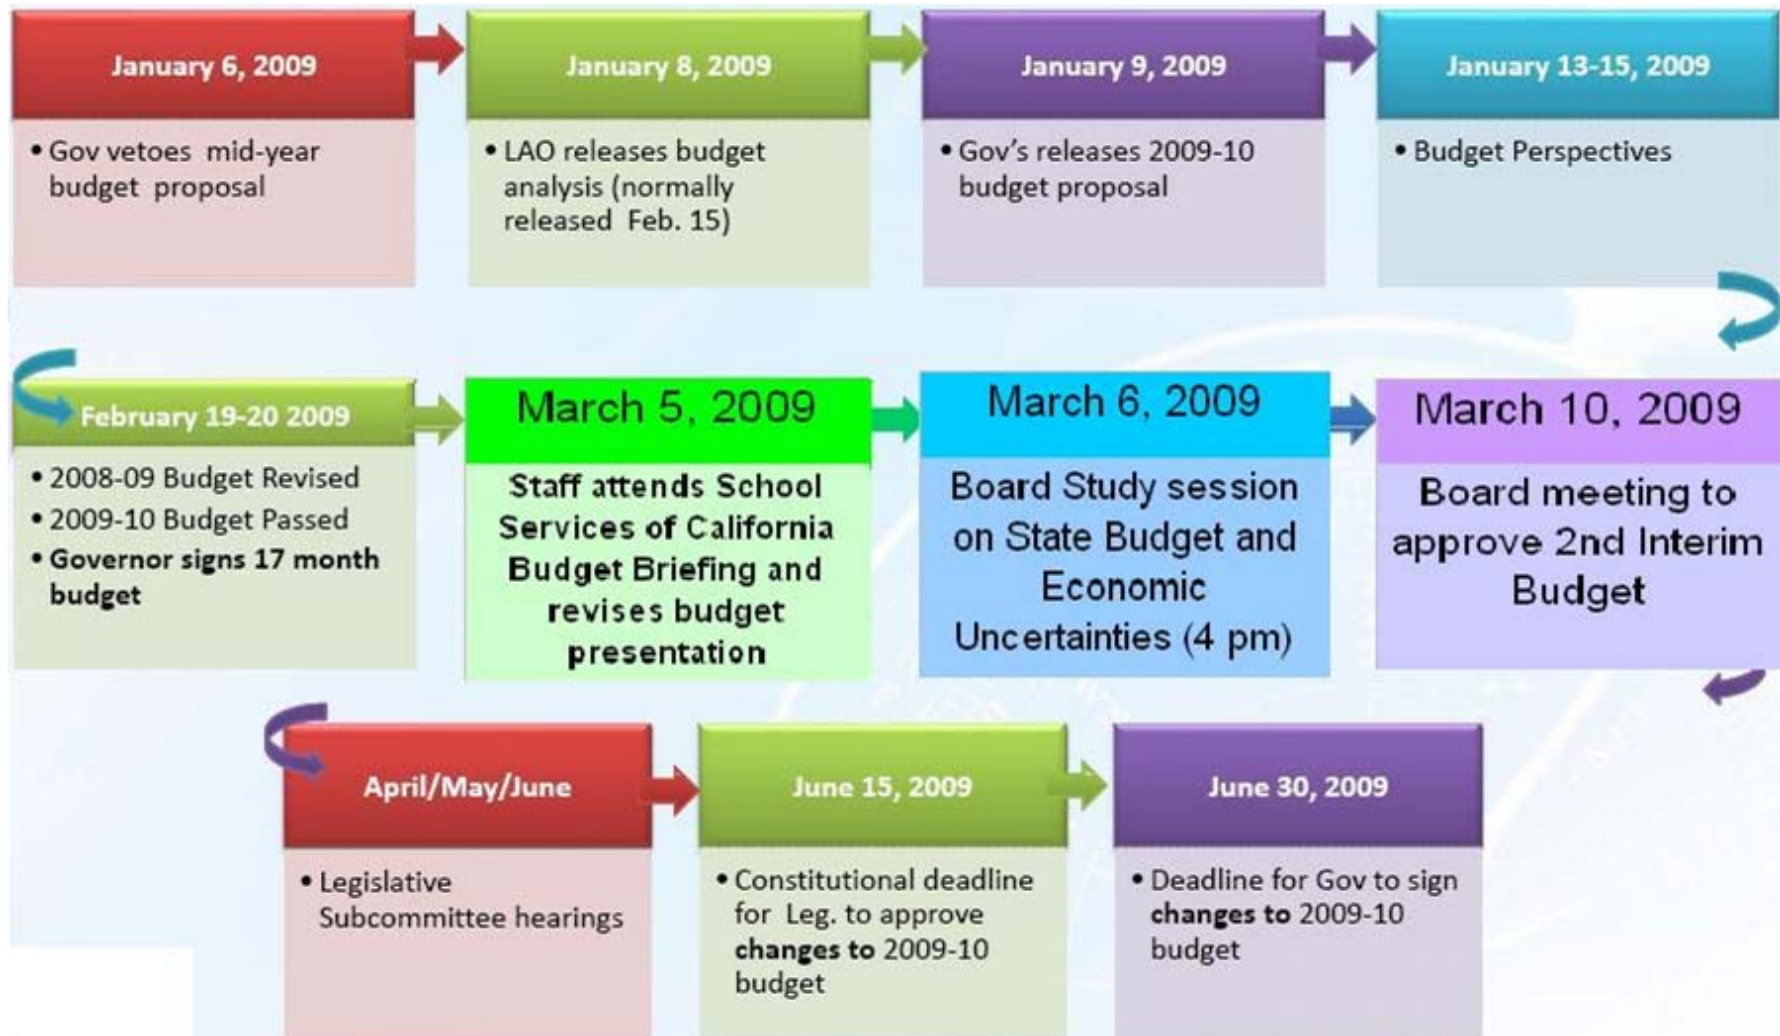 January 6, 2009
• Gov vetoes mid-year
budget proposal
January 8, 2009
• LAO releases budget
analysis (normally
released Feb. 15)
January 9, 2009
• Gov's releases 2009-10
budget proposal
January 13-15, 2009
• Budget Perspectives
February 19-20 2009
• 2008-09 Budget Revised
• 2009-10 Budget Passed
• Governor signs 17 month
budget
March 5, 2009
Staff attends School
Services of California
Budget Briefing and
revises budget
presentation
March 6, 2009
Board Study session
on State Budget and
Economic
Uncertainties (4 pm)
March 10, 2009
Board meeting to
approve 2nd Interim
Budget
April/May/June
• Legislative
Subcommittee hearings
June 15, 2009
• Constitutional deadline
for Leg. to approve
changes to 2009-10
budget
June 30, 2009
• Deadline for Gov to sign
changes to 2009-10
budget